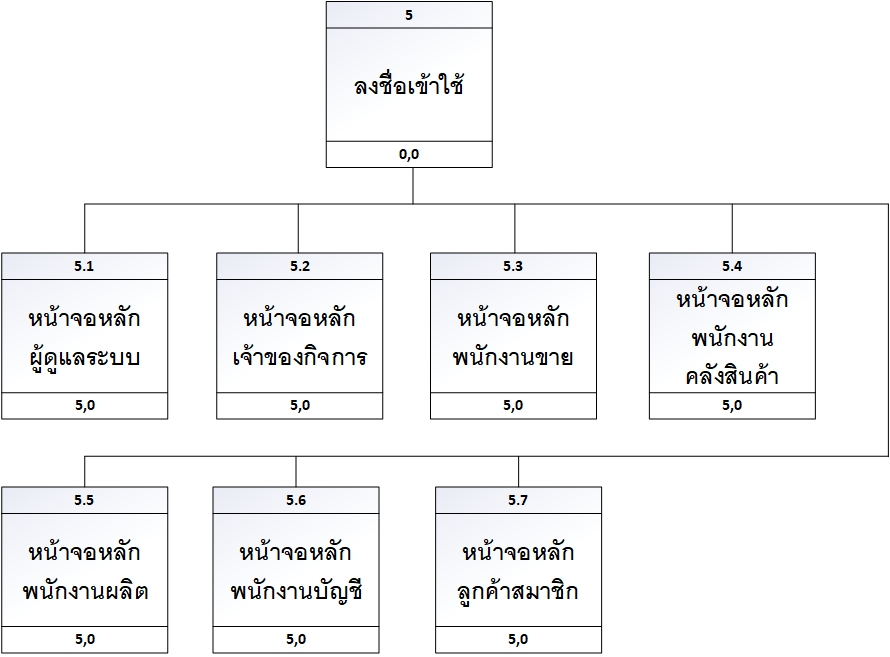 5
ลงชื่อเข้าใช้
0,0
5.1
หน้าจอหลัก
ผู้ดูแลระบบ
5,0
5.2
หน้าจอหลัก
เจ้าของกิจการ
5,0
5.3
หน้าจอหลัก
พนักงานขาย
5,0
5.4
หน้าจอหลัก
พนักงาน
คลังสินค้า
5,0
5.5
หน้าจอหลัก
พนักงานผลิต
5,0
5.6
หน้าจอหลัก
พนักงานบัญชี
5,0
5.7
หน้าจอหลัก
ลูกค้าสมาชิก
5,0